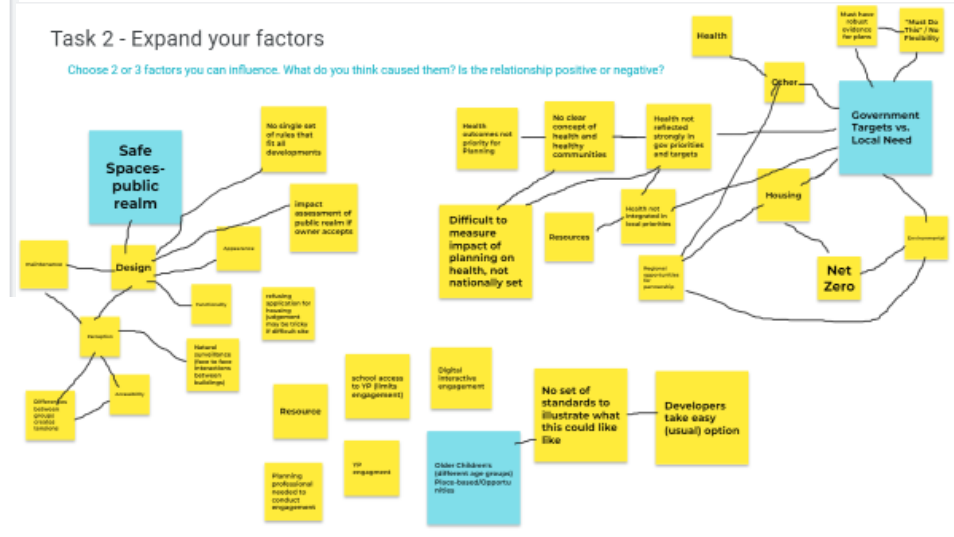 Task 2 - Expand your factors
Choose 2 or 3 factors you can influence. What do you think caused them? Is the relationship positive or negative?
Safe
Spaces-
public
realm
No single set
of rules that
fit all
developments
impact
assessment of
public realm if
owner accepts
maintenance
Design
Appearance
Functionality
refusing
application for
housing
judgement
may be tricky
if difficult site
Perception
Natural
surveillance
(face to face
interactions
between
buildings)
Accessibility
Differences
between
groups
creates
tensions
Health
Must have
robust
evidence
for plans
"Must Do
This" / No
Flexibility
Other
Government
Targets vs.
Local Need
Health
outcomes not
priority for
Planning
No clear
concept of
health and
healthy
communities
Health not
reflected
strongly in
gov priorities
and targets
Housing
Difficult to
measure
impact of
planning on
health, not
nationally set
Resources
Health not
integrated in
local priorities
Environmental
Regional
opportunities
for
partnership
Net
Zero
Resource
school access
to YP (limits
engagement)
Digital
Interactive
engagement
No set of
standards to
illustrate what
this could like
like
Developers
take easy
(usual) option
Planning
professional
needed to
conduct
engagement
YP
engagment
Older Children's
(different age groups)
Place-based/Opportu
nities